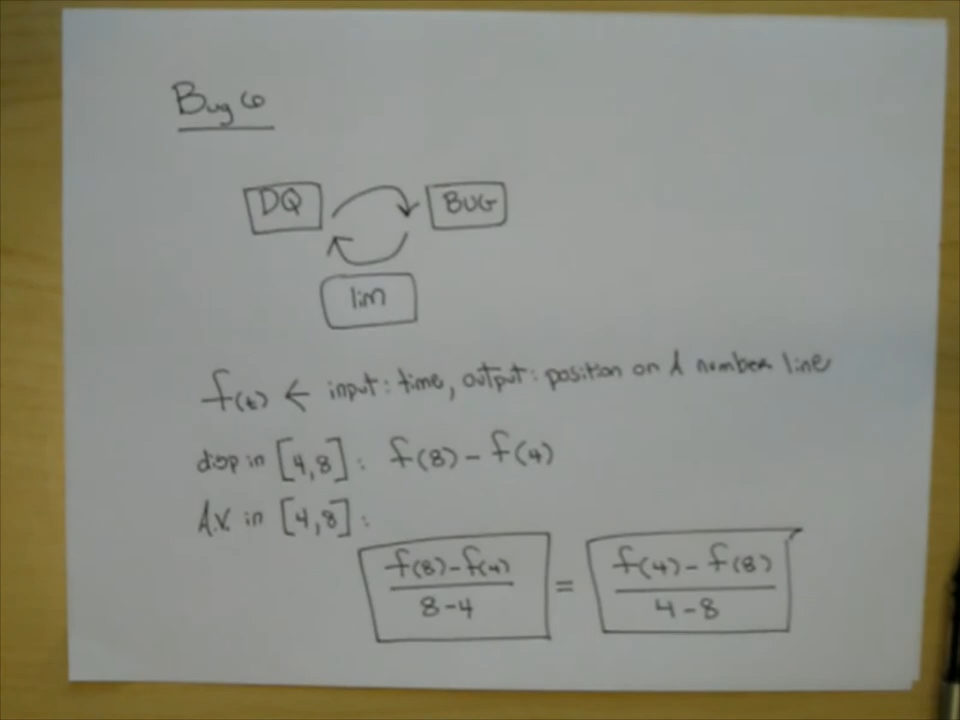 Bug Co
DQ BUG
lim
f(t) ← input: time, output: position on A number line
disp in [4,8]: f(8) - f(4)
A.V. in [4,8]:
f(8) - f(4) / 8 - 4 = f(4) - f(8) / 4 - 8